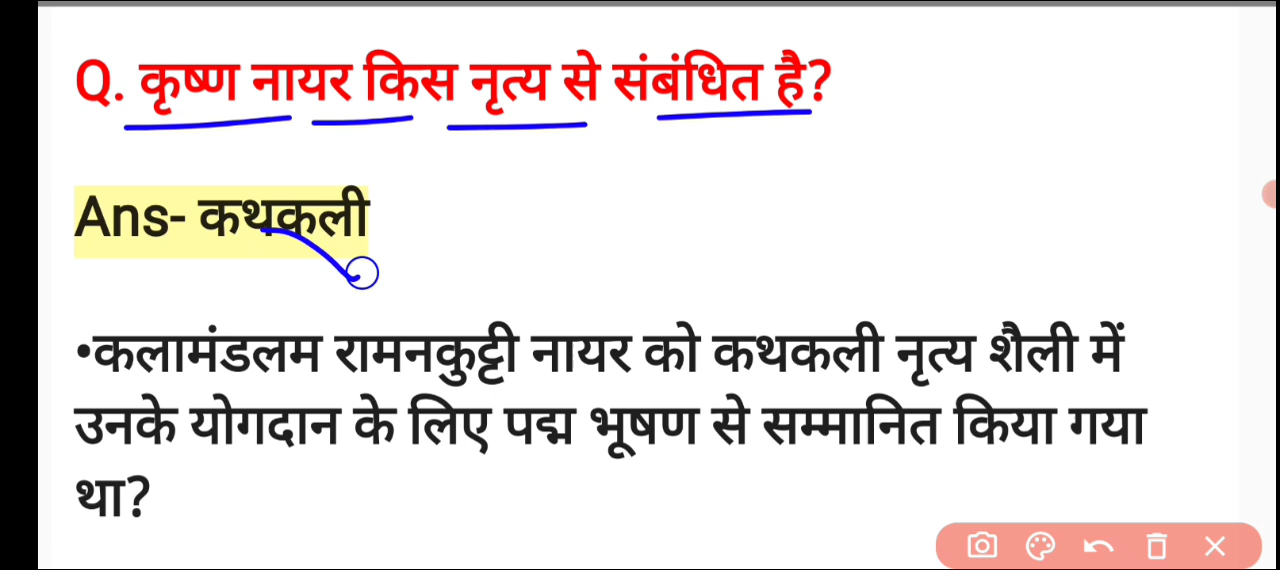 Q. कृष्ण नायर किस नृत्य से संबंधित है?
Ans- कथकली
•कलामंडलम रामनकुट्टी नायर को कथकली नृत्य शैली में
उनके योगदान के लिए पद्म भूषण से सम्मानित किया गया
था?